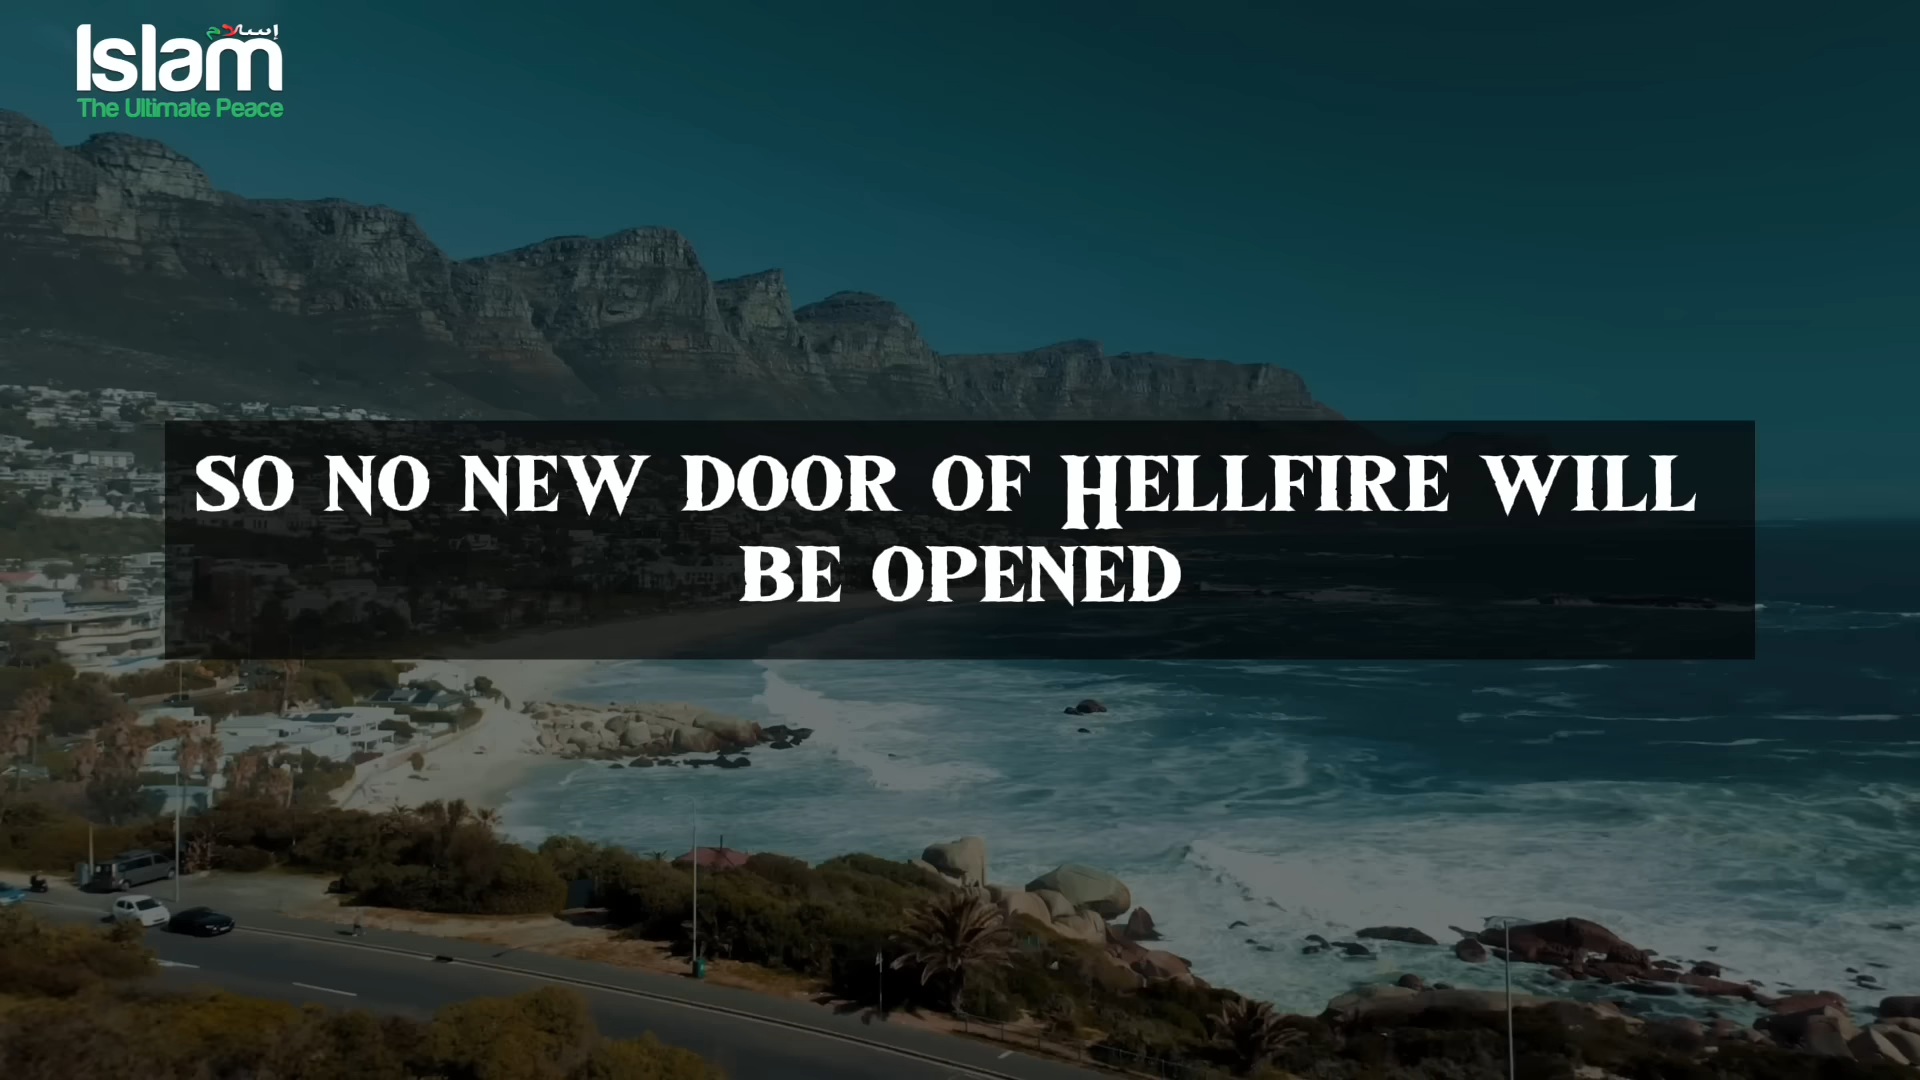 إسلام
Islam
The Ultimate Peace
so no new door of Hellfire will
be opened